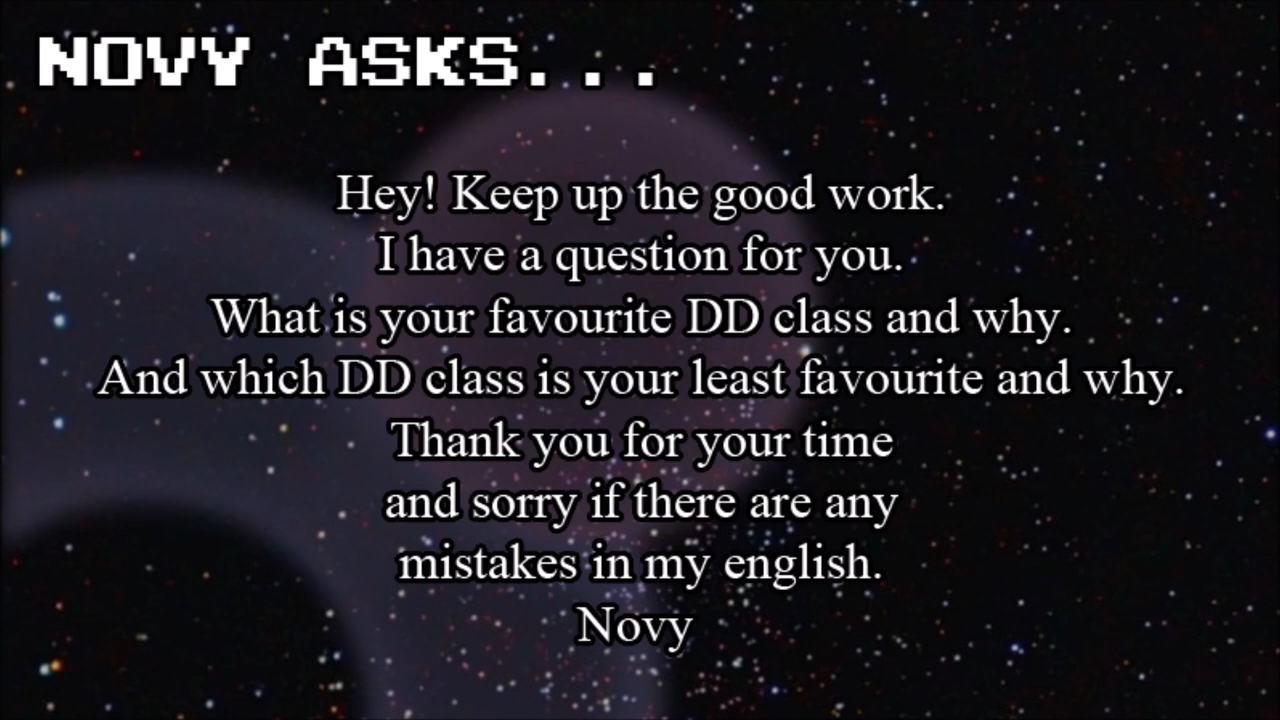 NOVY ASKS...
Hey! Keep up the good work.
I have a question for you.
What is your favourite DD class and why.
And which DD class is your least favourite and why.
Thank you for your time
and sorry if there are any
mistakes in my english.
Novy